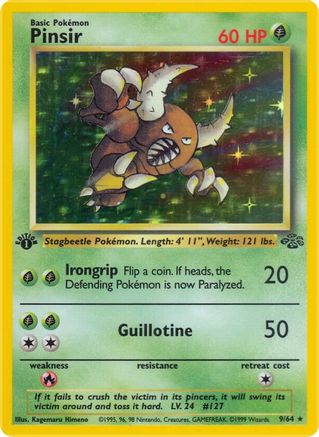 Basic Pokémon
Pinsir
60 HP
EDITION
1
Stagbeetle Pokémon. Length: 4' 11", Weight: 121 lbs.
Irongrip Flip a coin. If heads, the
Defending Pokémon is now Paralyzed.
20
Guillotine
50
weakness
resistance
retreat cost
If it fails to crush the victim in its pincers, it will swing its
victim around and toss it hard. LV. 24 #127
Illus. Kagemaru Himeno
©1995, 96, 98 Nintendo, Creatures, GAMEFREAK. ©1999 Wizards.
9/64 ★